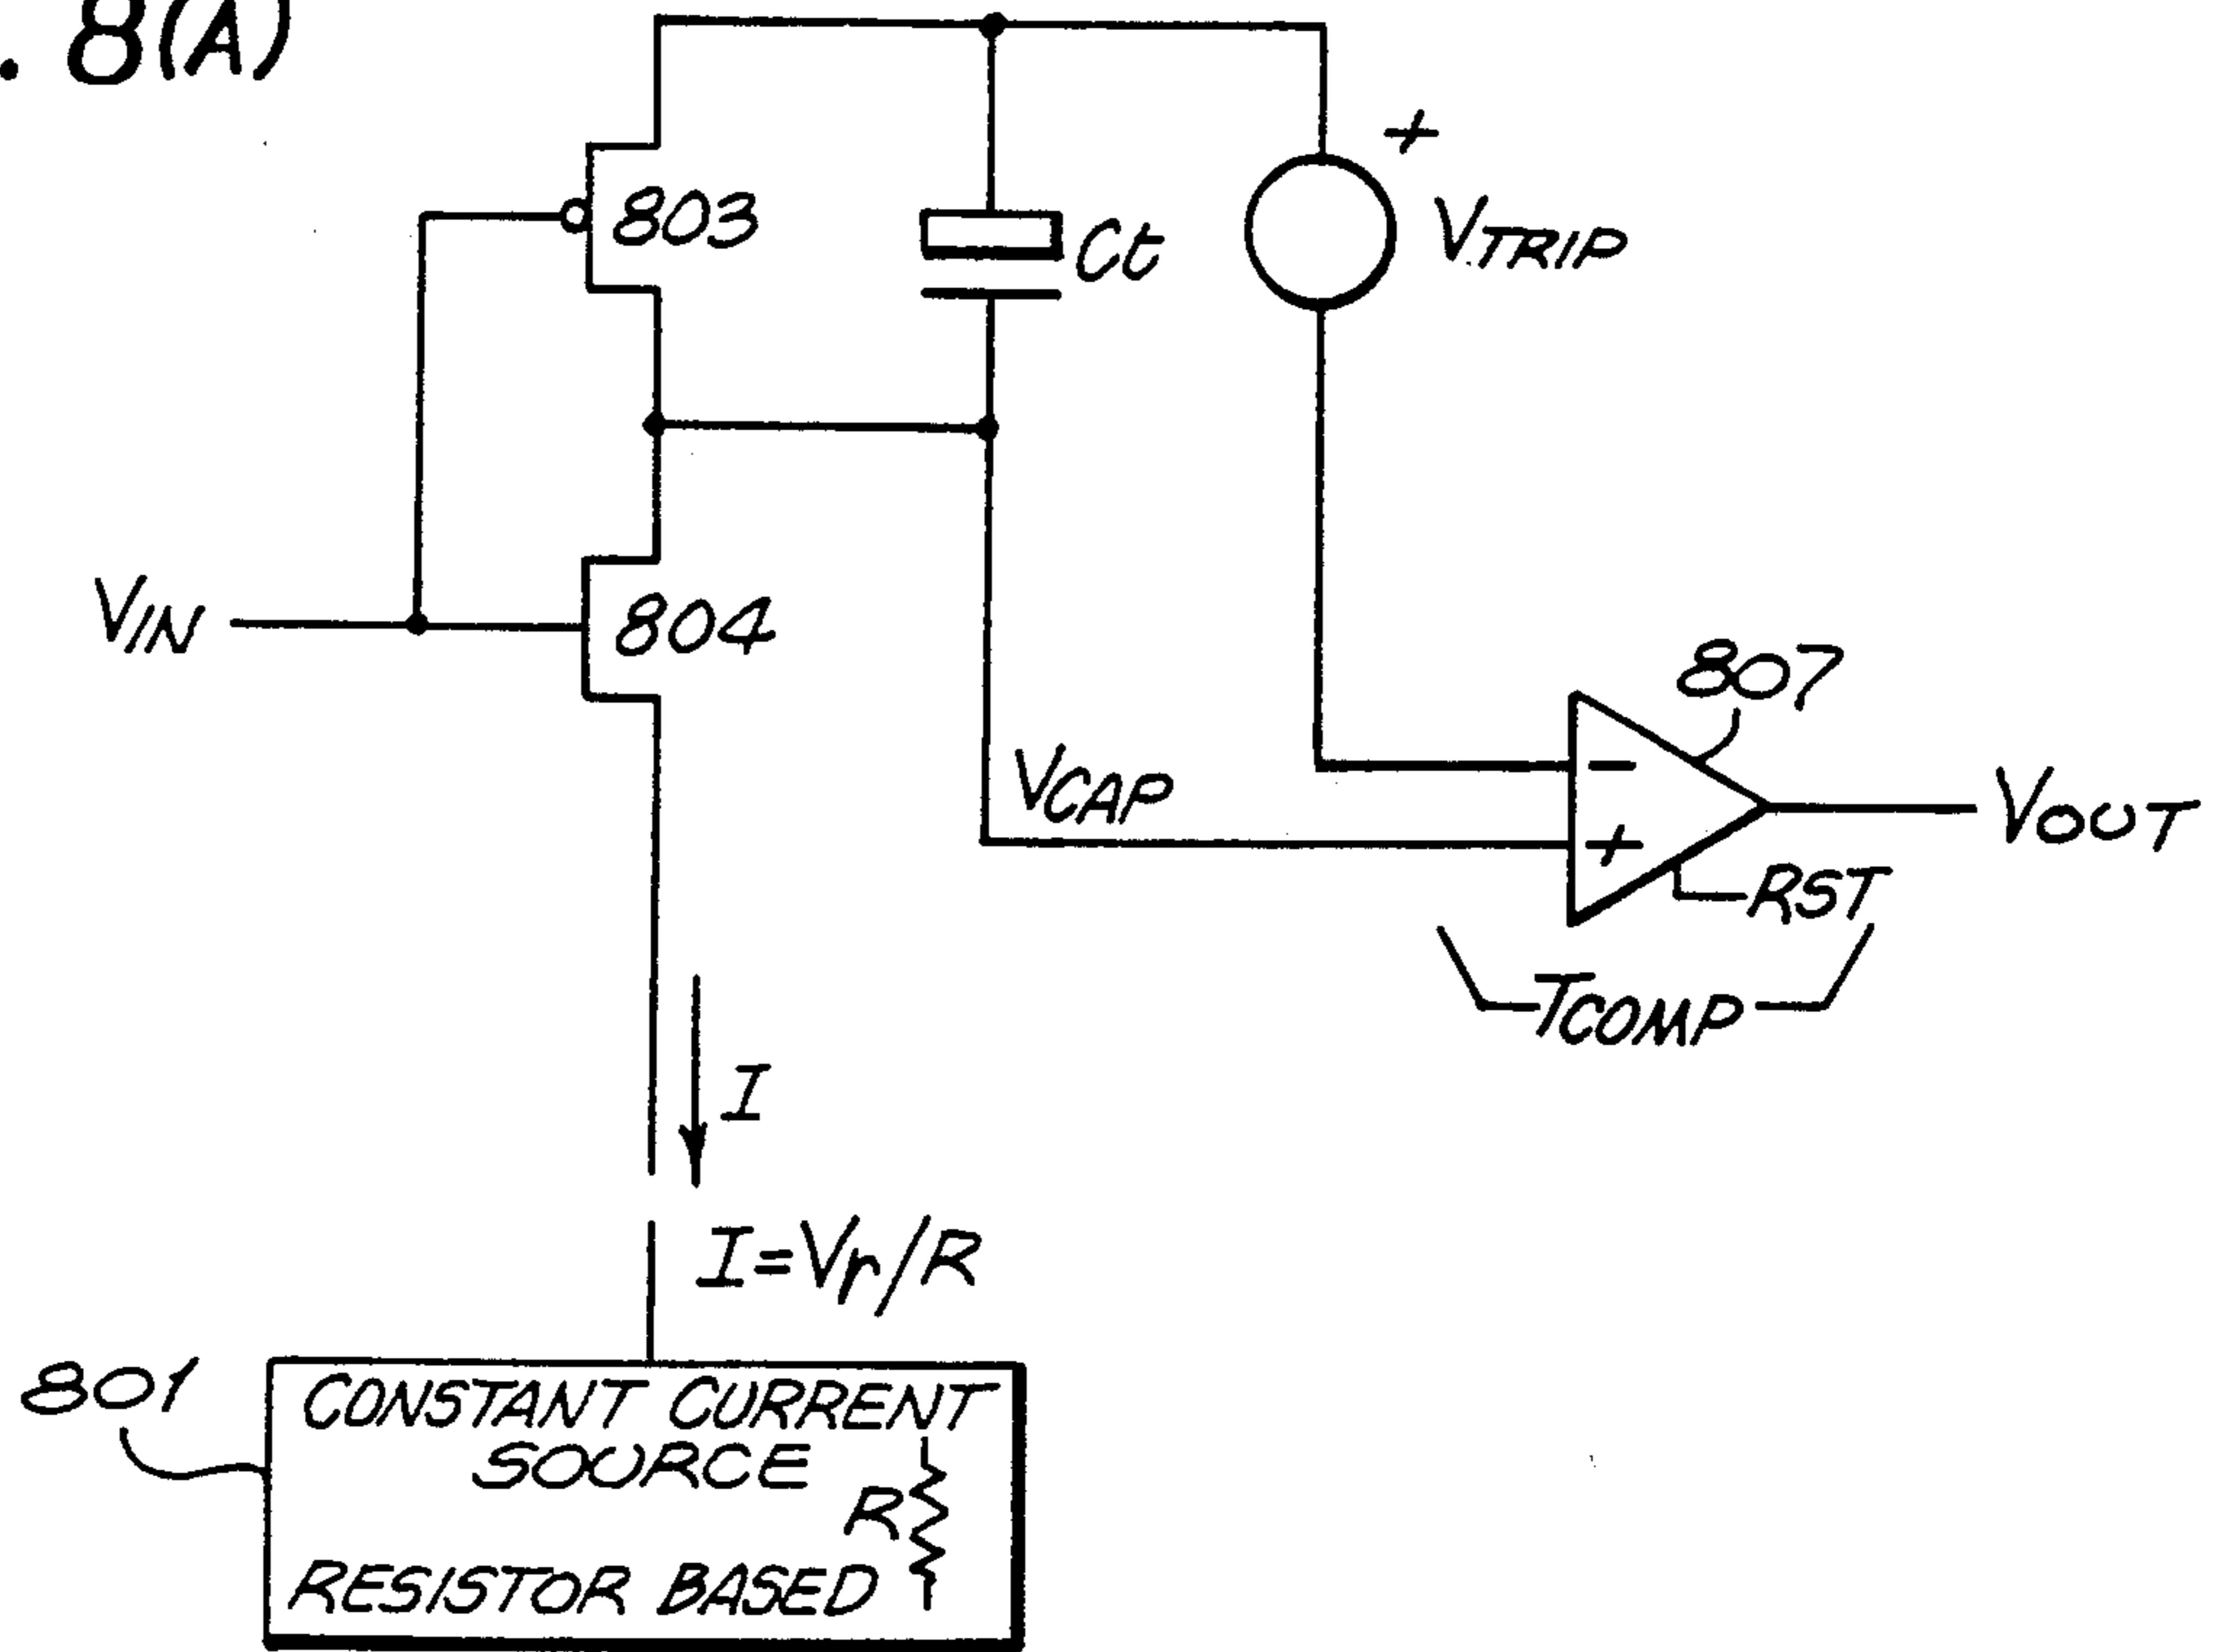 . 8(A)
+
803
Ct
VTRIP
VIN
804
807
VCAP
−
+
VOUT
RST
TCOMP
I
I=Vr/R
801
CONSTANT CURRENT
SOURCE
R
RESISTOR BASED